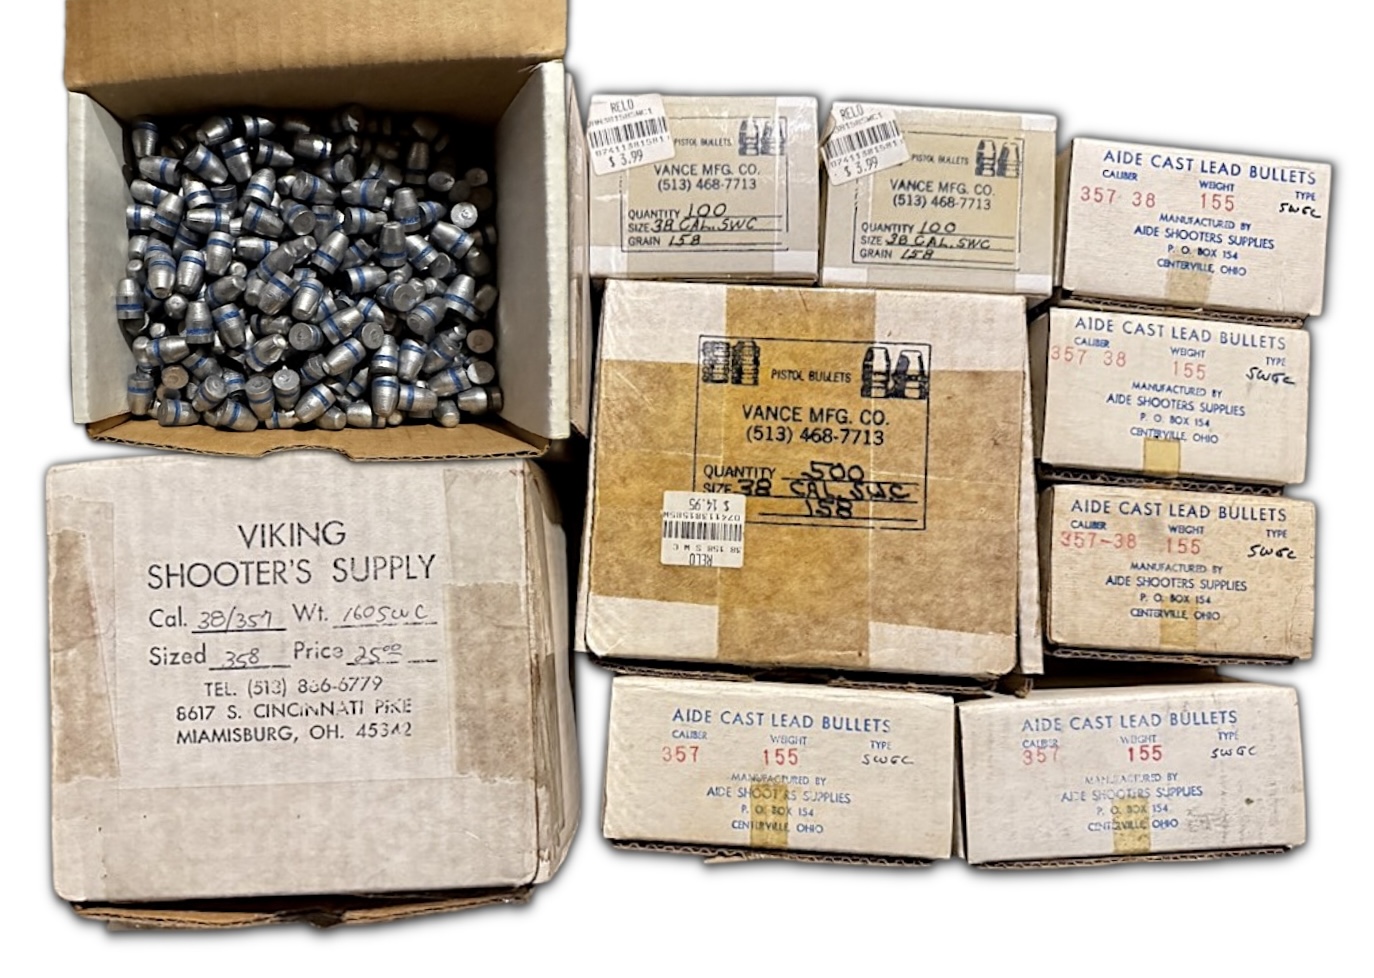 RELO
$ 3.99
PISTOL BULLETS
VANCE MFG. CO.
(513) 468-7713
QUANTITY 100
SIZE 38 CAL. SWC
GRAIN 158
RELO
$ 3.99
PISTOL BULLETS
VANCE MFG. CO.
(513) 468-7713
QUANTITY 100
SIZE 38 CAL. SWC
GRAIN 158
AIDE CAST LEAD BULLETS
CALIBER WEIGHT TYPE
357 38 155 SWGC
MANUFACTURED BY
AIDE SHOOTERS SUPPLIES
P. O. BOX 154
CENTERVILLE, OHIO
AIDE CAST LEAD BULLETS
CALIBER WEIGHT TYPE
357 38 155 SWGC
MANUFACTURED BY
AIDE SHOOTERS SUPPLIES
P. O. BOX 154
CENTERVILLE, OHIO
PISTOL BULLETS
VANCE MFG. CO.
(513) 468-7713
QUANTITY 500
SIZE 38 CAL. SWC
158
RELO
38 158 S W C
$ 14.95
AIDE CAST LEAD BULLETS
CALIBER WEIGHT TYPE
357-38 155 SWGC
MANUFACTURED BY
AIDE SHOOTERS SUPPLIES
P. O. BOX 154
CENTERVILLE, OHIO
VIKING
SHOOTER'S SUPPLY
Cal. 38/357 Wt. 160 SWC
Sized 358 Price 25.00
TEL. (513) 866-6779
8617 S. CINCINNATI PIKE
MIAMISBURG, OH. 45342
AIDE CAST LEAD BULLETS
CALIBER WEIGHT TYPE
357 155 SWGC
MANUFACTURED BY
AIDE SHOOTERS SUPPLIES
P. O. BOX 154
CENTERVILLE, OHIO
AIDE CAST LEAD BULLETS
CALIBER WEIGHT TYPE
357 155 SWGC
MANUFACTURED BY
AIDE SHOOTERS SUPPLIES
P. O. BOX 154
CENTERVILLE, OHIO